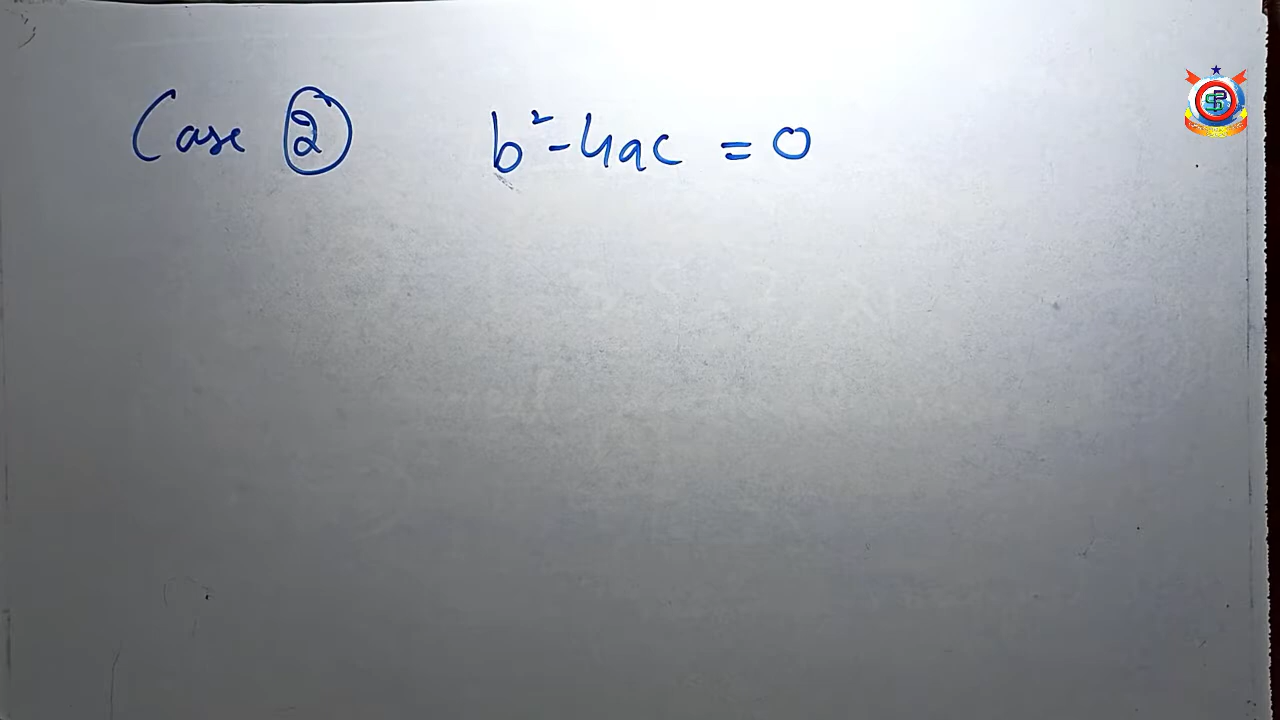 Case ② b² - 4ac = 0